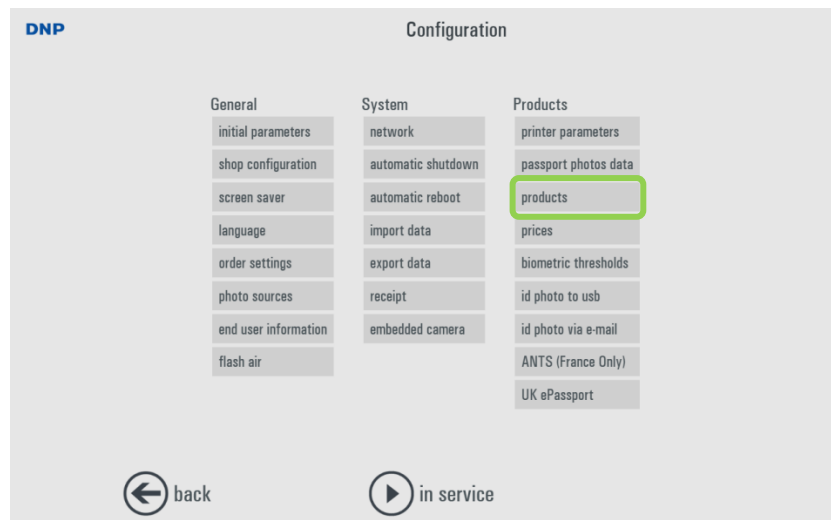 DNP
Configuration
General
initial parameters
shop configuration
screen saver
language
order settings
photo sources
end user information
flash air
System
network
automatic shutdown
automatic reboot
import data
export data
receipt
embedded camera
Products
printer parameters
passport photos data
products
prices
biometric thresholds
id photo to usb
id photo via e-mail
ANTS (France Only)
UK ePassport
back
in service